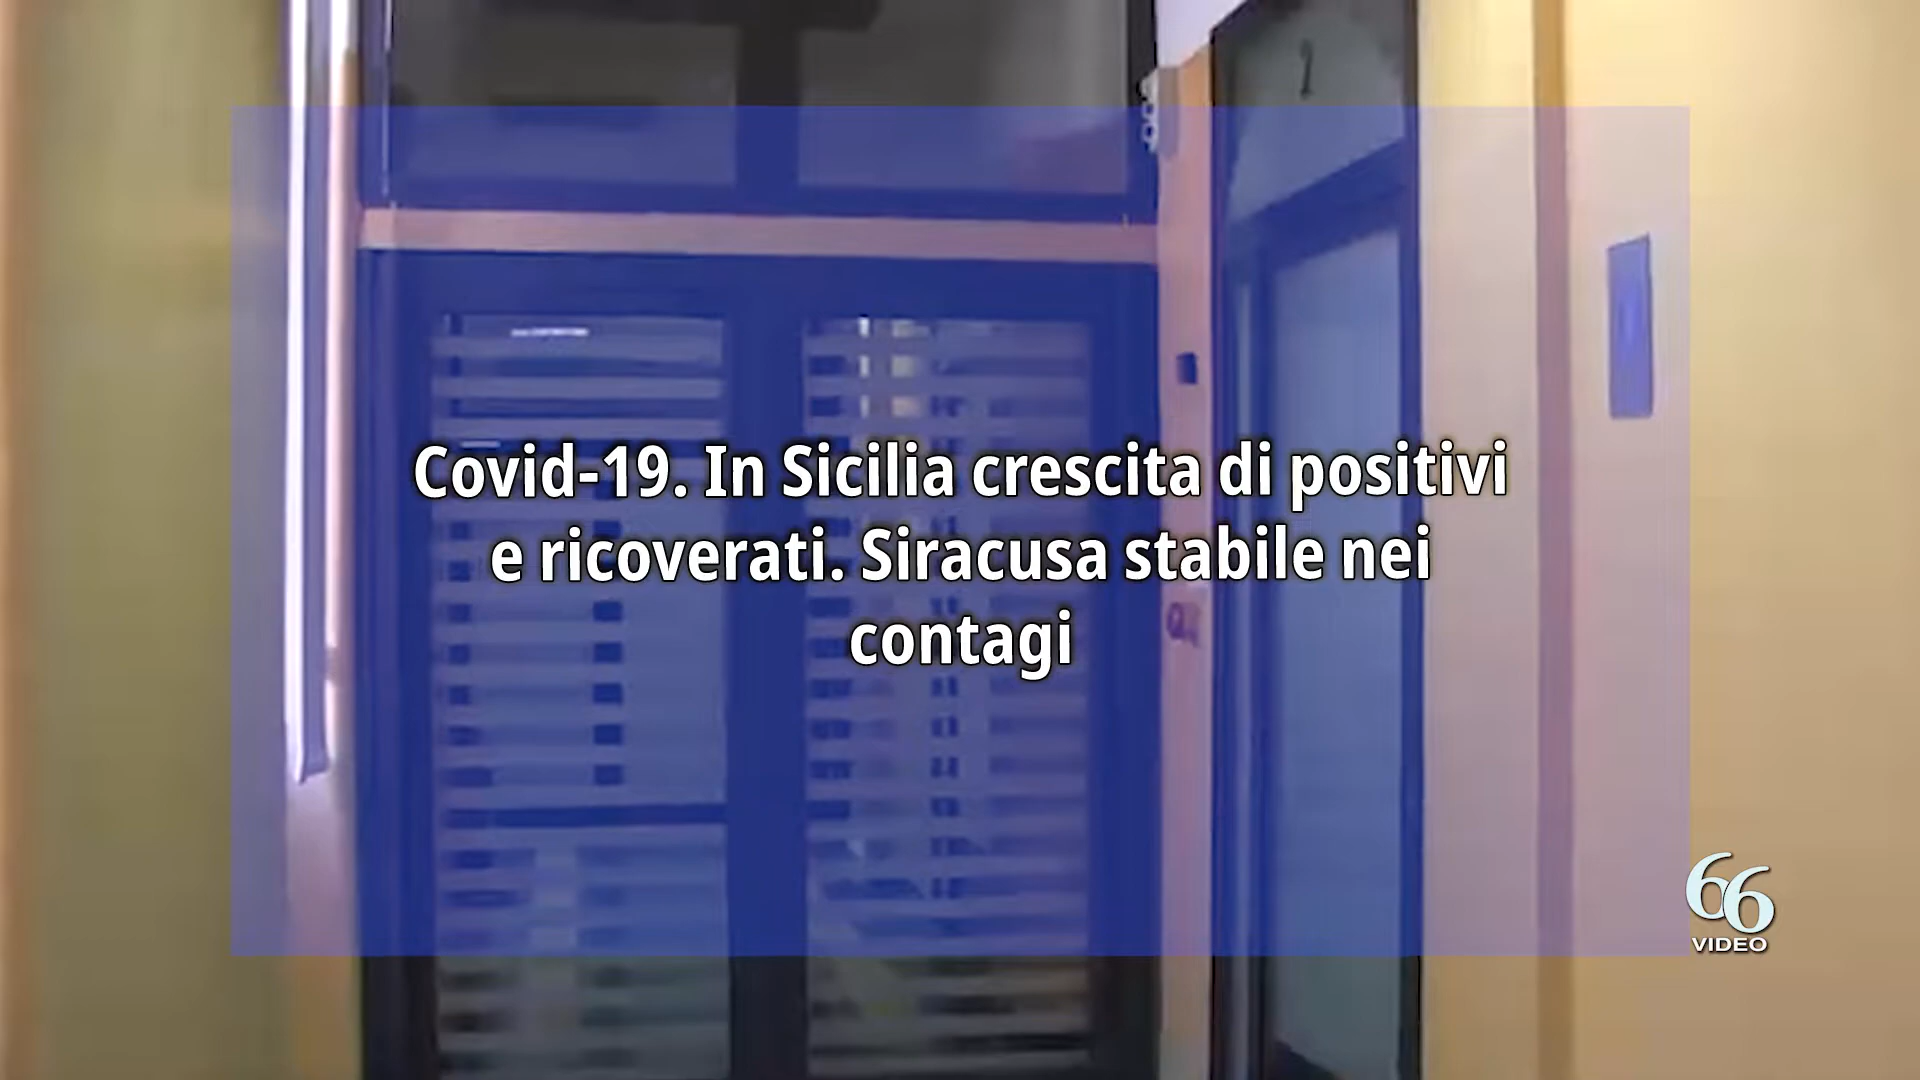 Covid-19. In Sicilia crescita di positivi
e ricoverati. Siracusa stabile nei
contagi
66
VIDEO